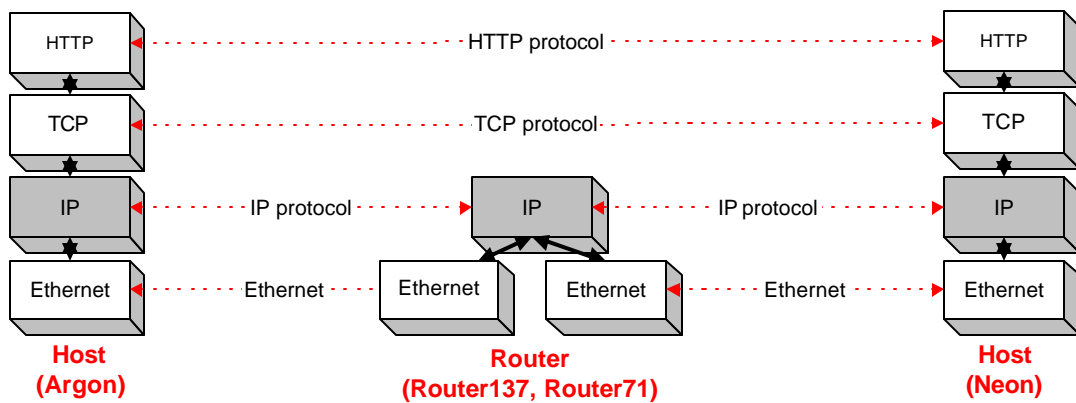 HTTP
HTTP protocol
HTTP
TCP
TCP protocol
TCP
IP
IP protocol
IP
IP protocol
IP
Ethernet
Ethernet
Ethernet
Ethernet
Ethernet
Ethernet
Host
(Argon)
Router
(Router137, Router71)
Host
(Neon)